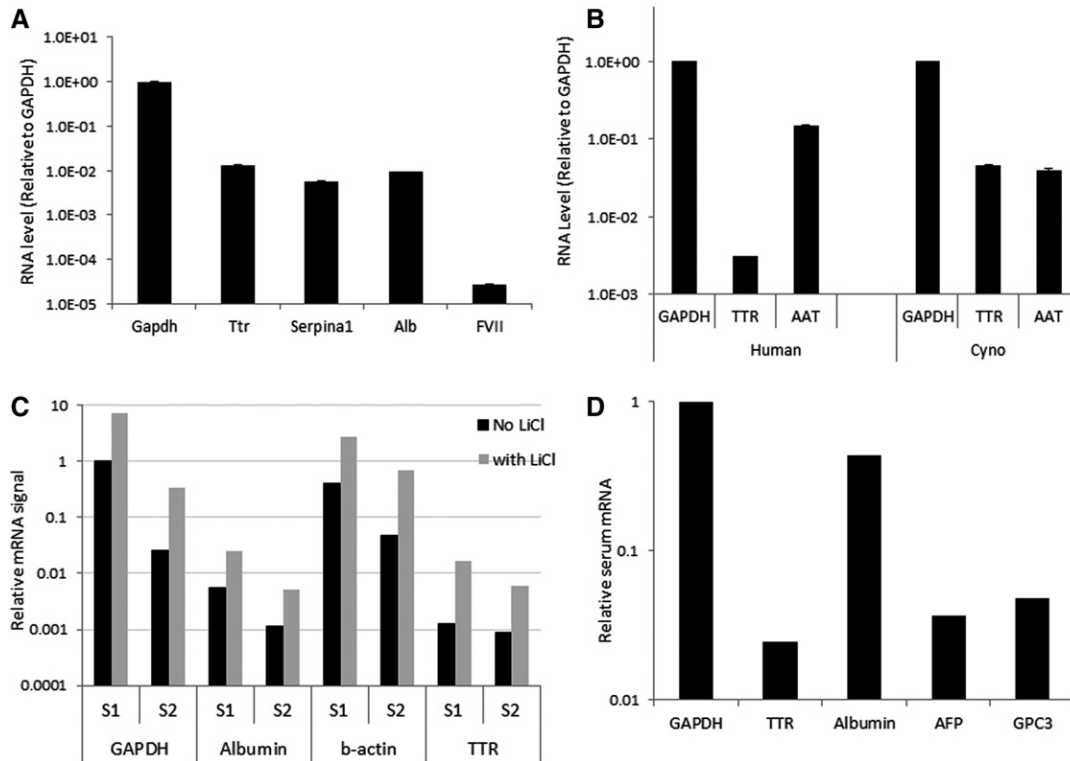 A
RNA level (Relative to GAPDH)
1.0E+01
1.0E+00
1.0E-01
1.0E-02
1.0E-03
1.0E-04
1.0E-05
Gapdh Ttr Serpina1 Alb FVII
B
RNA Level (Relative to GAPDH)
1.0E+00
1.0E-01
1.0E-02
1.0E-03
GAPDH TTR AAT GAPDH TTR AAT
Human Cyno
C
Relative mRNA signal
10
1
0.1
0.01
0.001
0.0001
No LiCl
with LiCl
S1 S2 S1 S2 S1 S2 S1 S2
GAPDH Albumin b-actin TTR
D
Relative serum mRNA
1
0.1
0.01
GAPDH TTR Albumin AFP GPC3